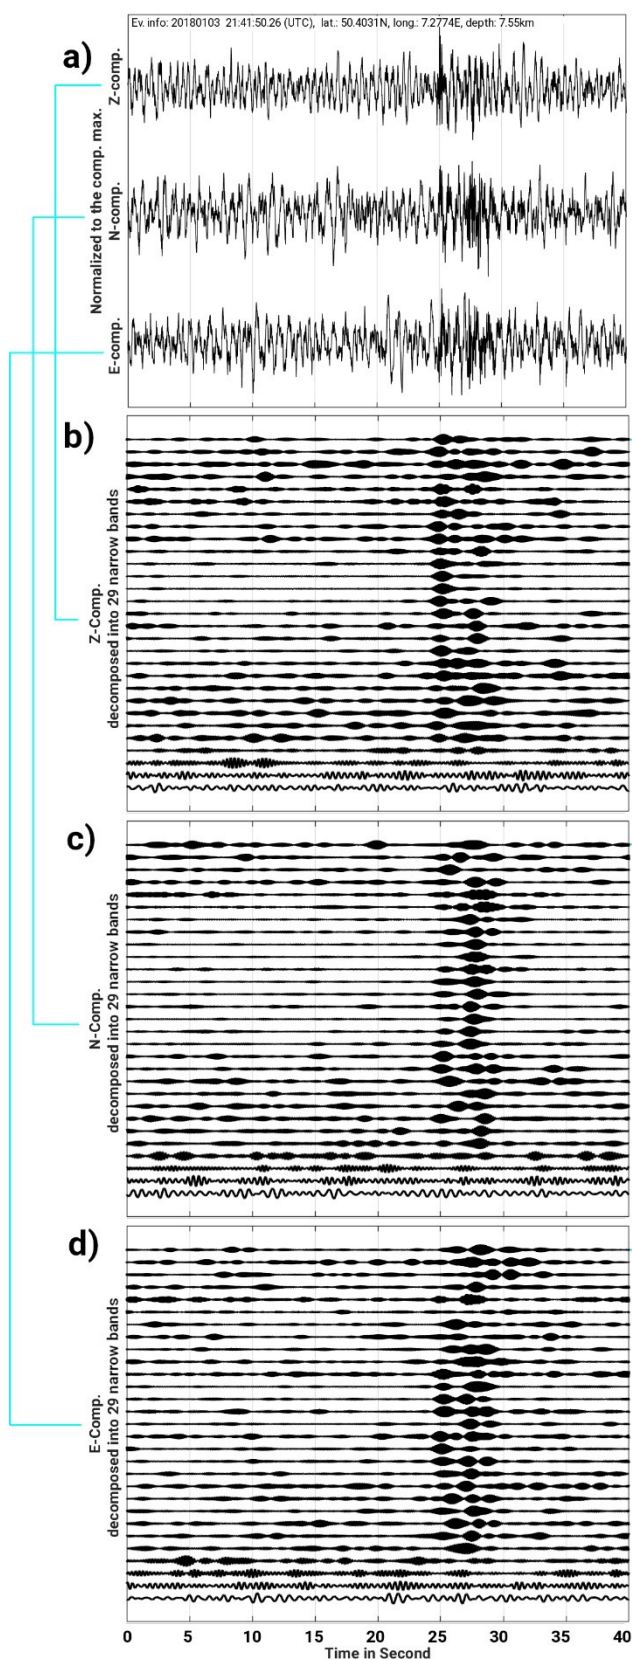 Ev. info: 20180103 21:41:50.26 (UTC), lat.: 50.4031N, long.: 7.2774E, depth: 7.55km
a)
Z-comp.
N-comp.
E-comp.
Normalized to the comp. max.
b)
Z-Comp.
decomposed into 29 narrow bands
c)
N-Comp.
decomposed into 29 narrow bands
d)
E-Comp.
decomposed into 29 narrow bands
0 5 10 15 20 25 30 35 40
Time in Second